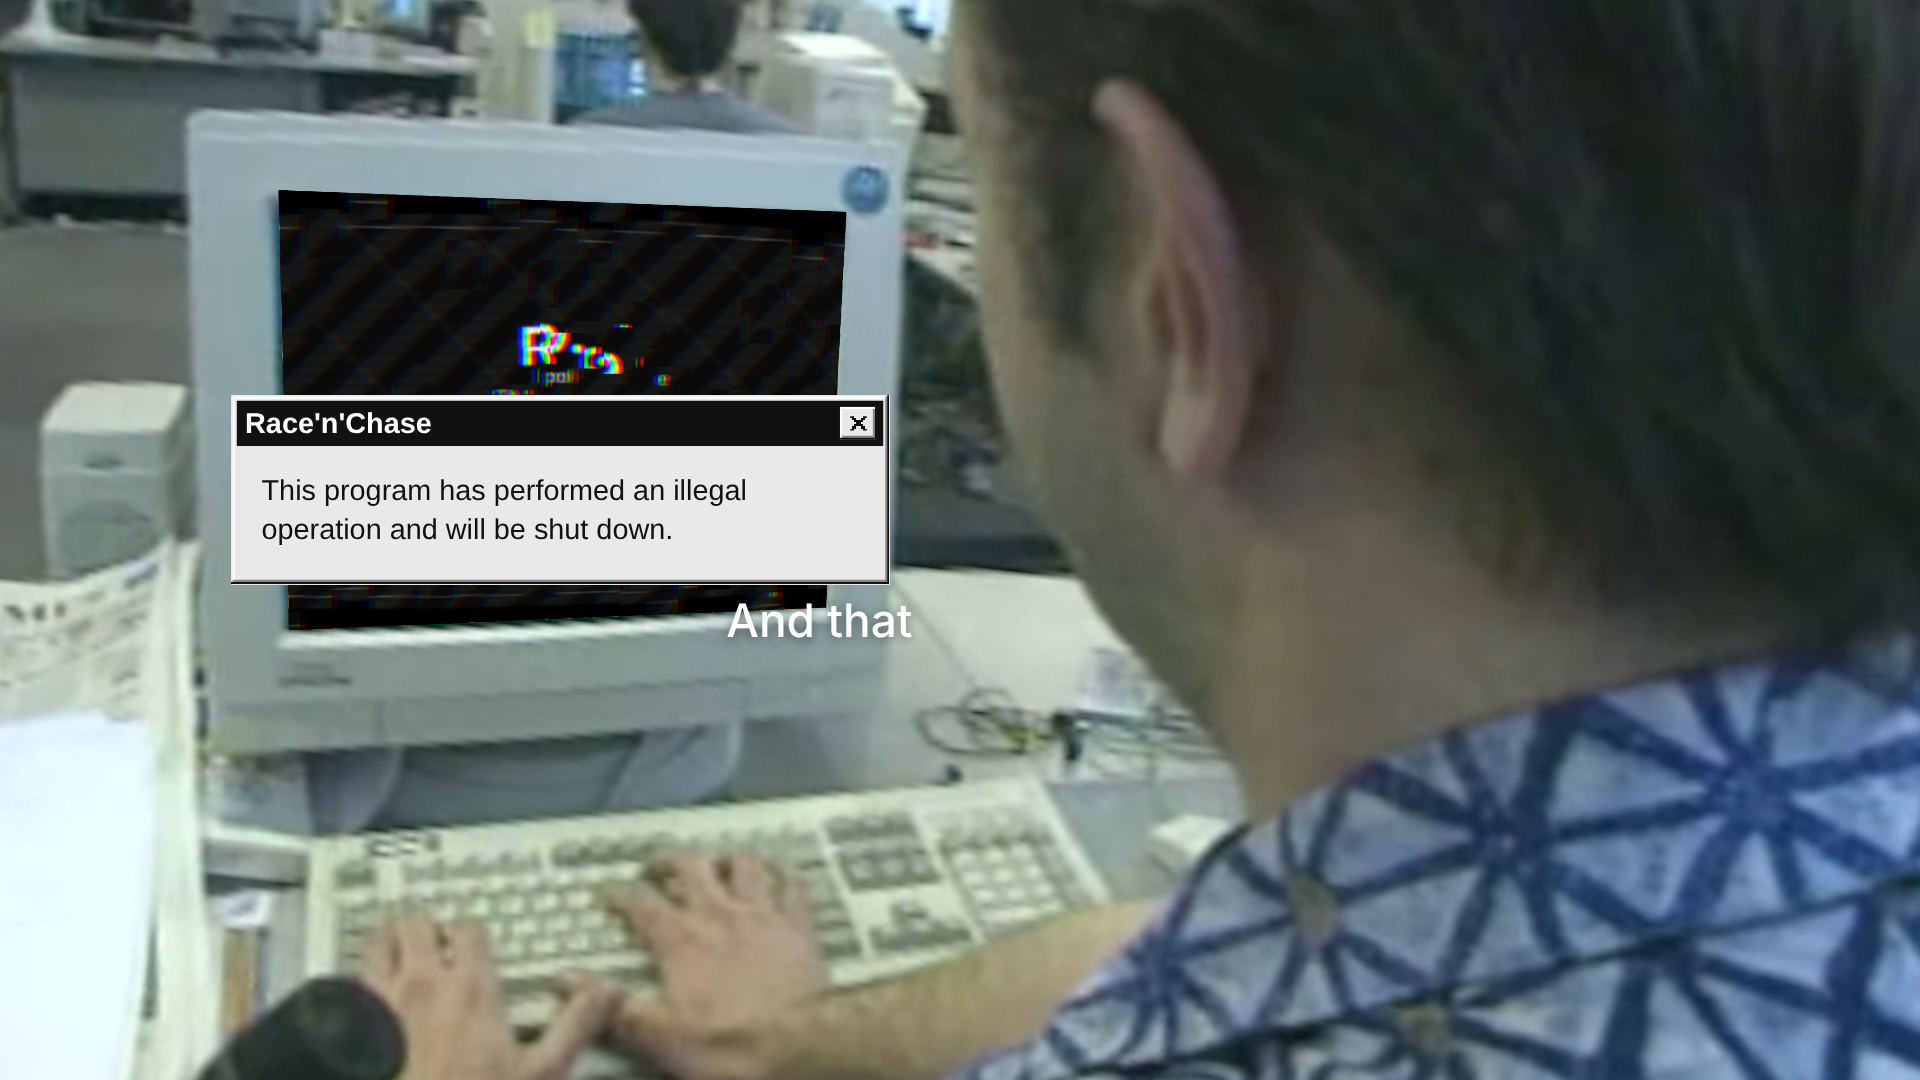 Race'n'Chase
This program has performed an illegal
operation and will be shut down.
And that